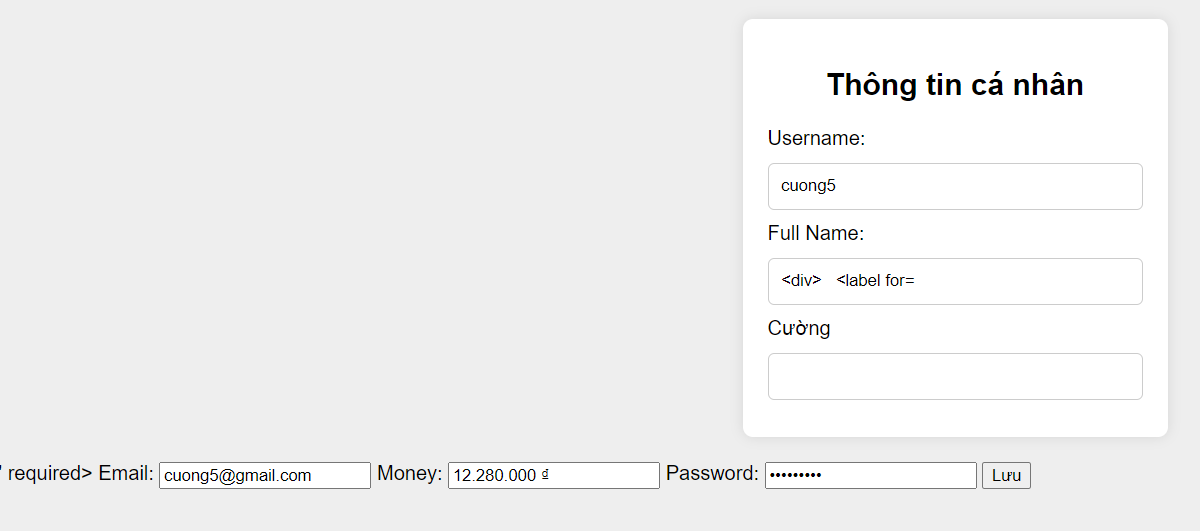 Thông tin cá nhân
Username:
cuong5
Full Name:
<div> <label for=
Cường
" required> Email: cuong5@gmail.com Money: 12.280.000 ₫ Password: ••••••••• Lưu